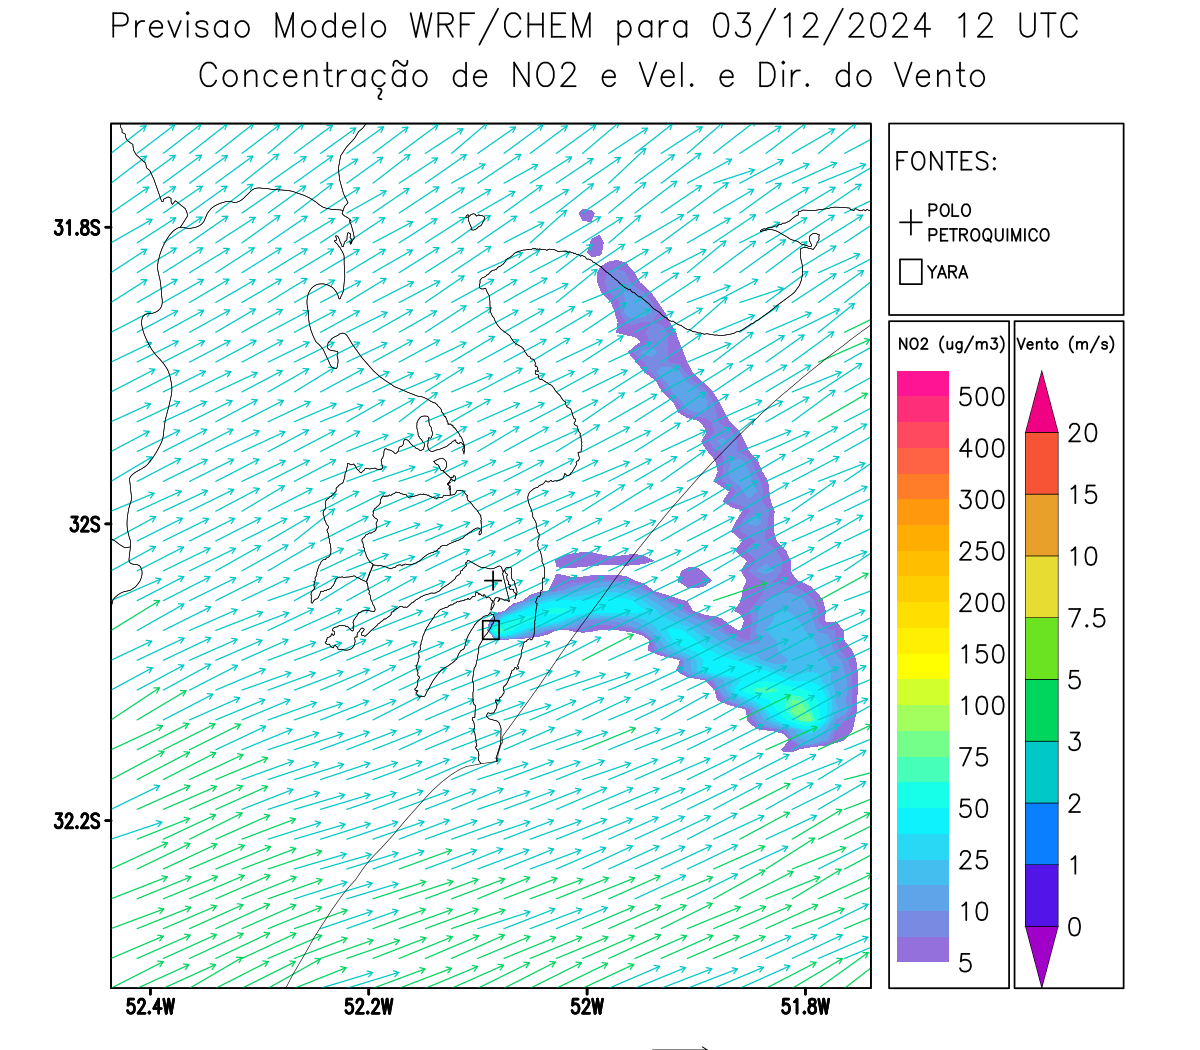 Previsao Modelo WRF/CHEM para 03/12/2024 12 UTC
Concentração de NO2 e Vel. e Dir. do Vento
FONTES:
POLO
PETROQUIMICO
YARA
NO2 (ug/m3)
500
400
300
250
200
150
100
75
50
25
10
5
Vento (m/s)
20
15
10
7.5
5
3
2
1
0
31.8S
32S
32.2S
52.4W
52.2W
52W
51.8W